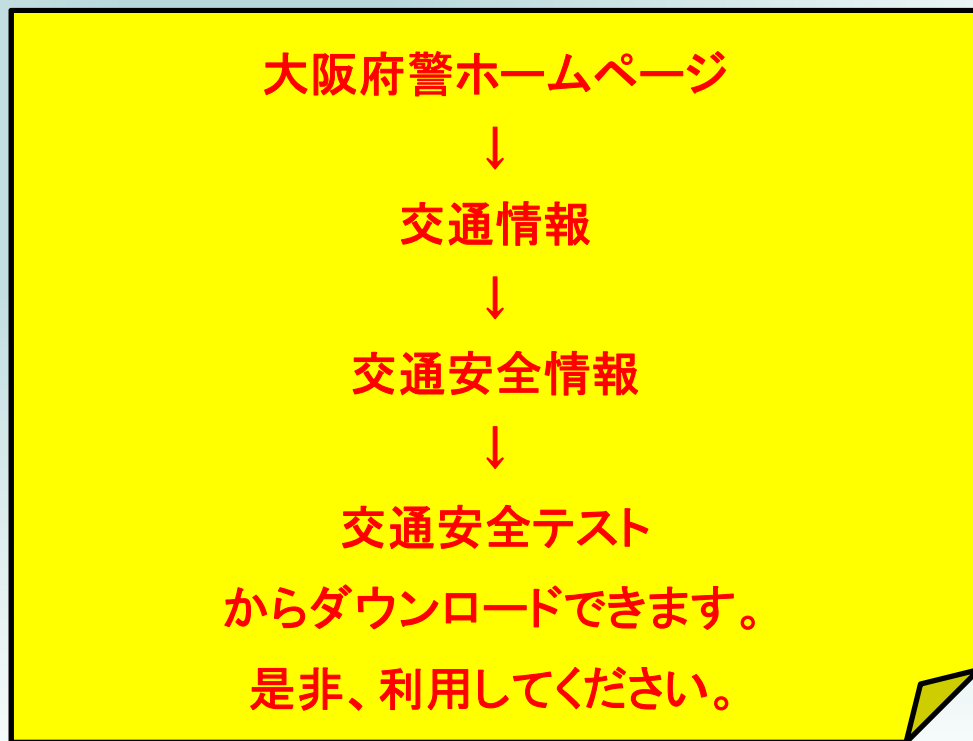 大阪府警ホームページ
↓
交通情報
↓
交通安全情報
↓
交通安全テスト
からダウンロードできます。
是非、利用してください。